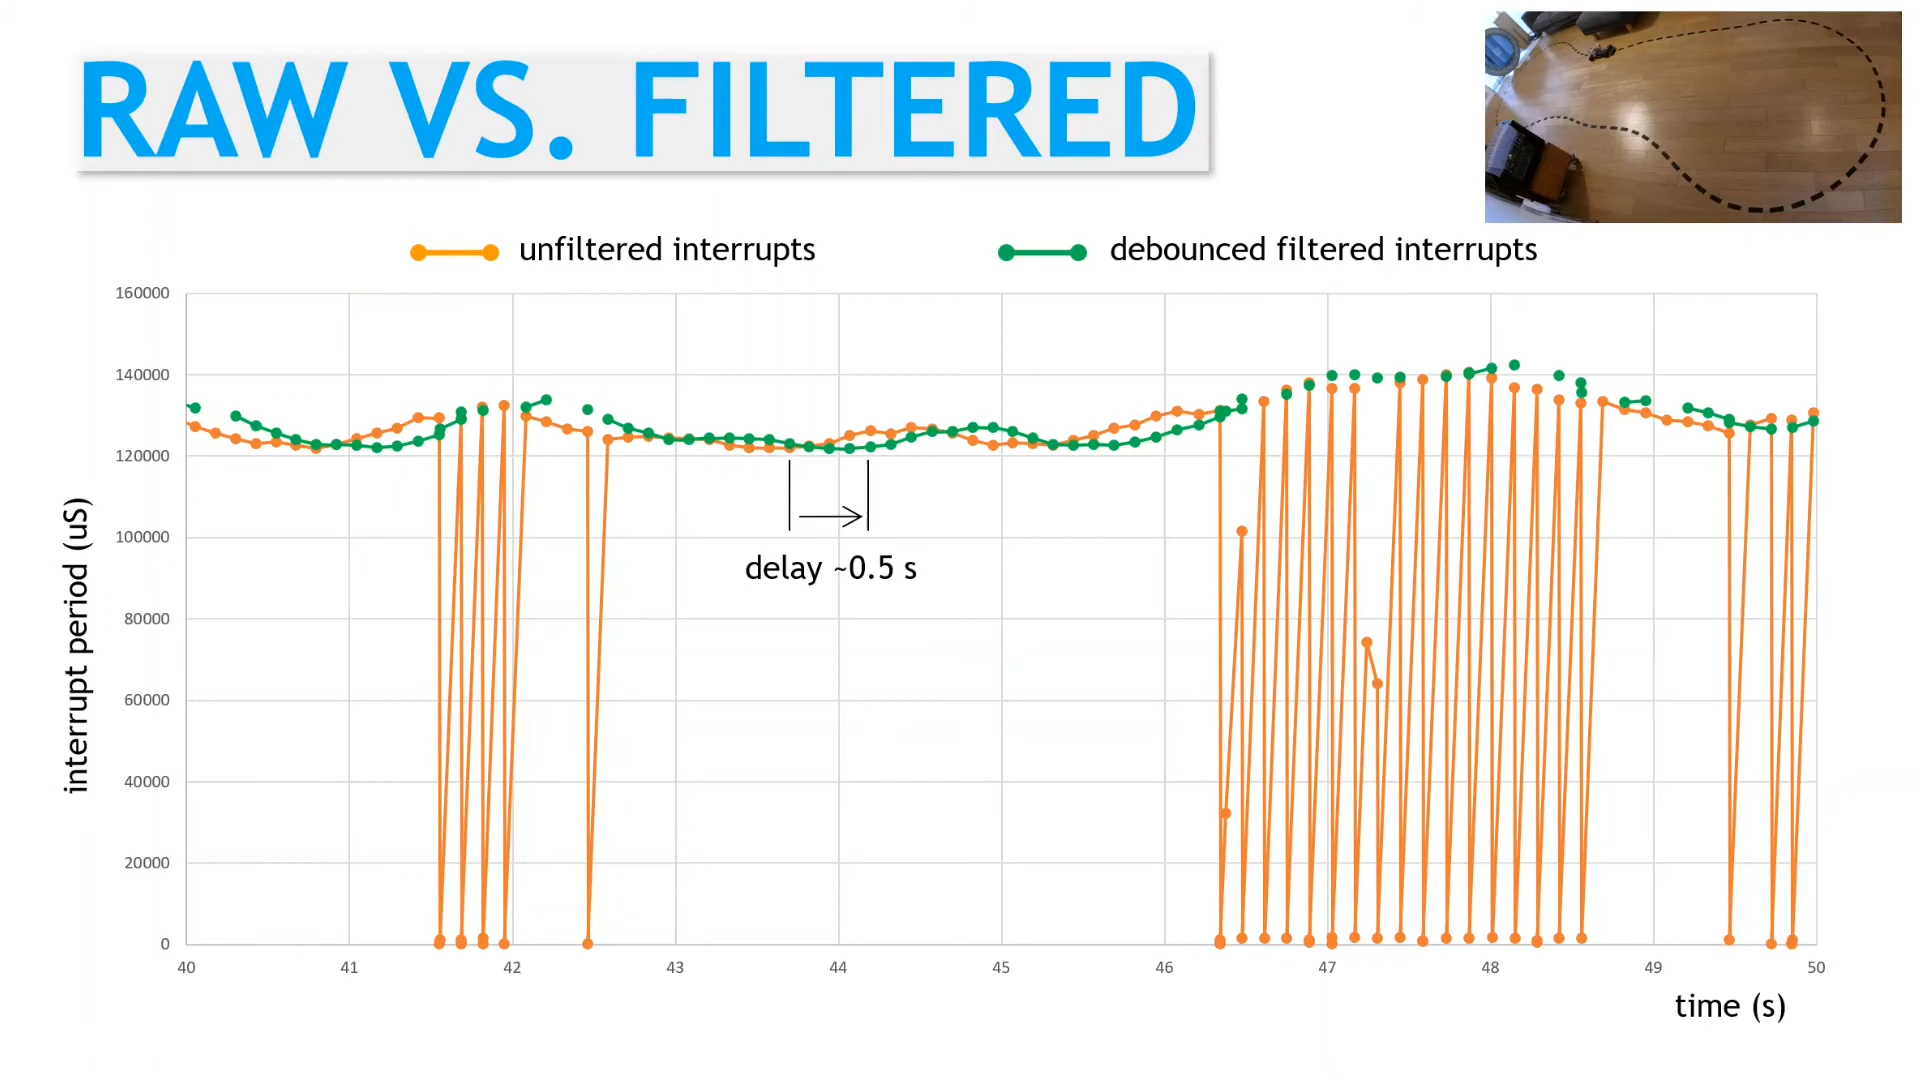 RAW VS. FILTERED
unfiltered interrupts
debounced filtered interrupts
160000
140000
120000
100000
80000
60000
40000
20000
0
interrupt period (uS)
delay ~0.5 s
40 41 42 43 44 45 46 47 48 49 50
time (s)